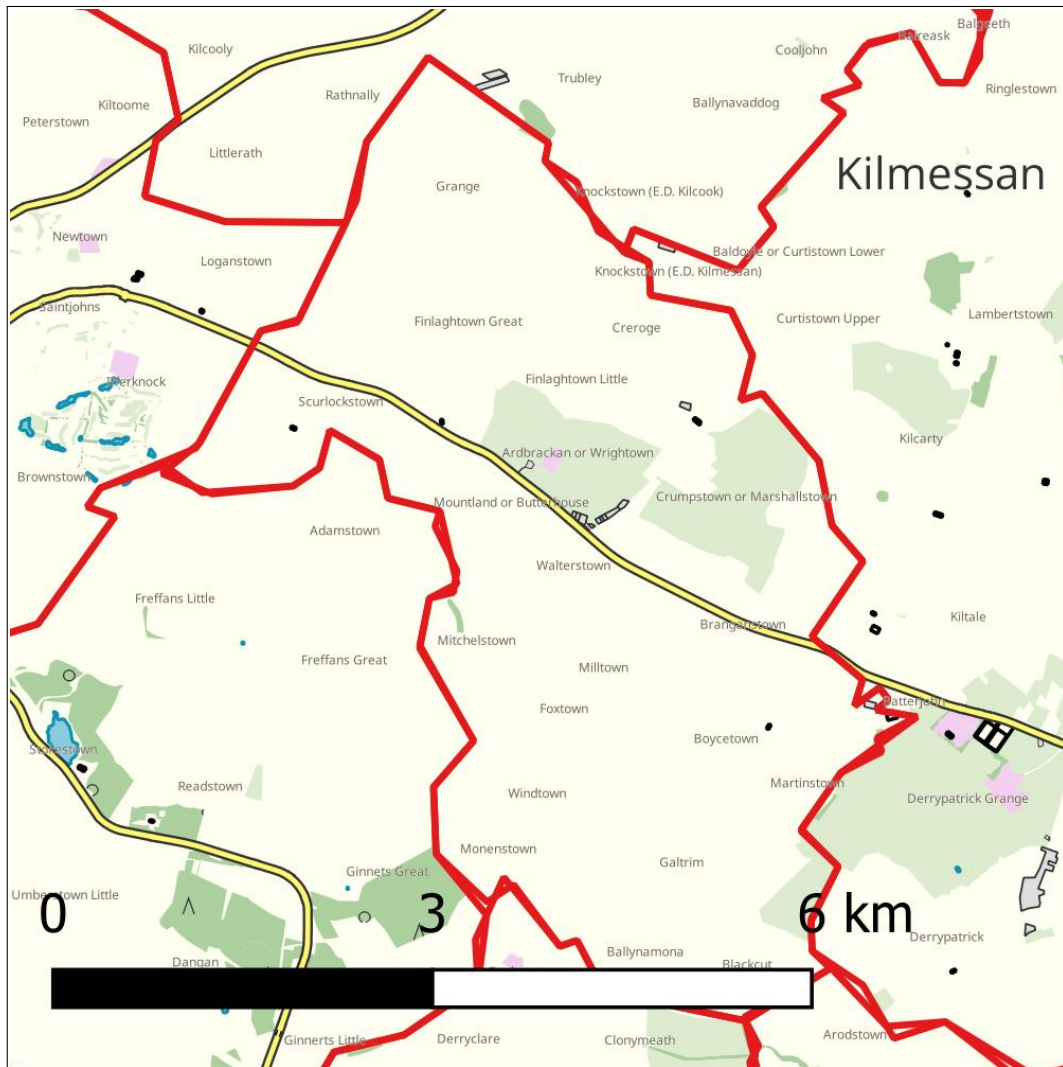 Balgeeth
Balreask
Kilcooly
Cooljohn
Trubley
Ringlestown
Rathnally
Kiltoome
Ballynavaddog
Peterstown
Littlerath
Kilmessan
Grange
Knockstown (E.D. Kilcook)
Newtown
Baldoyle or Curtistown Lower
Loganstown
Knockstown (E.D. Kilmessan)
Saintjohns
Lambertstown
Finlaghtown Great
Creroge
Curtistown Upper
Ifferknock
Finlaghtown Little
Scurlockstown
Kilcarty
Ardbrackan or Wrightown
Brownstown
Crumpstown or Marshallstown
Mountland or Butterhouse
Adamstown
Walterstown
Freffans Little
Kiltale
Branganstown
Mitchelstown
Freffans Great
Milltown
Batterjohn
Foxtown
Boycetown
Stokestown
Readstown
Martinstown
Windtown
Derrypatrick Grange
Monenstown
Galtrim
Ginnets Great
Umberstown Little
0 3 6 km
Derrypatrick
Ballynamona
Dangan
Blackcut
Arodstown
Ginnerts Little
Derryclare
Clonymeath